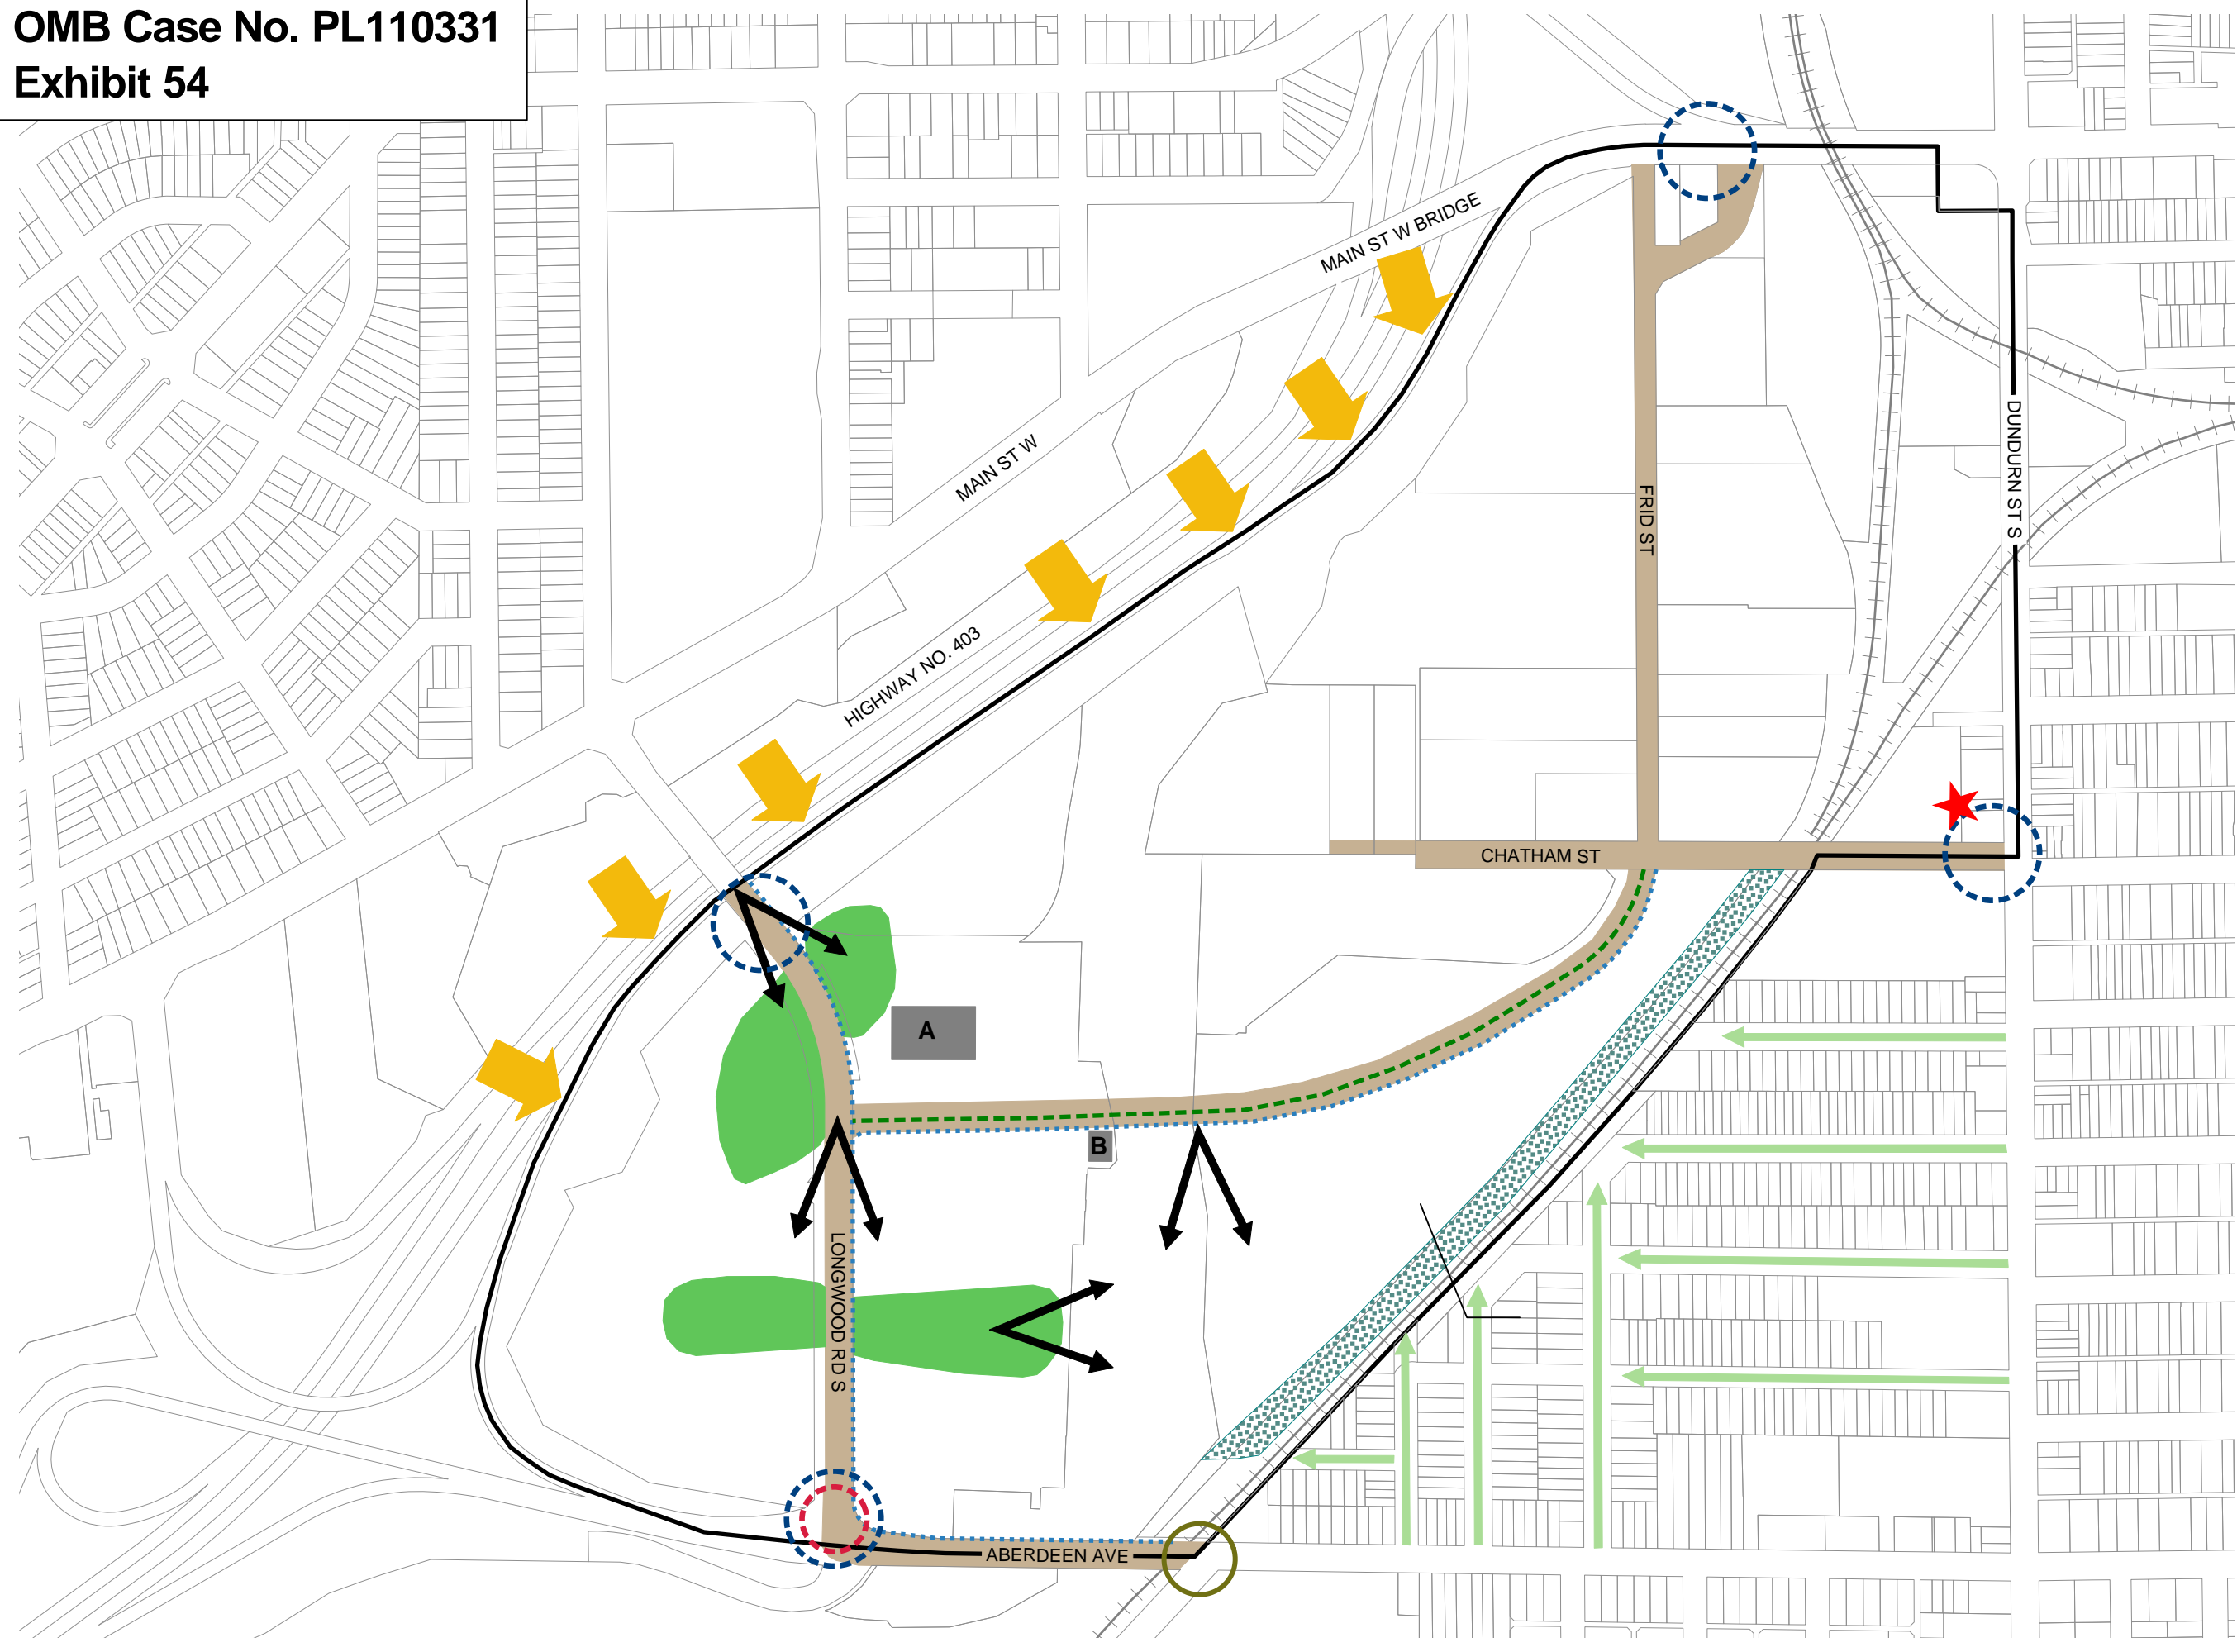 OMB Case No. PL110331
Exhibit 54
MAIN ST W BRIDGE
MAIN ST W
DUNDURN ST S
FRID ST
HIGHWAY NO. 403
CHATHAM ST
A
B
LONGWOOD RD S
ABERDEEN AVE